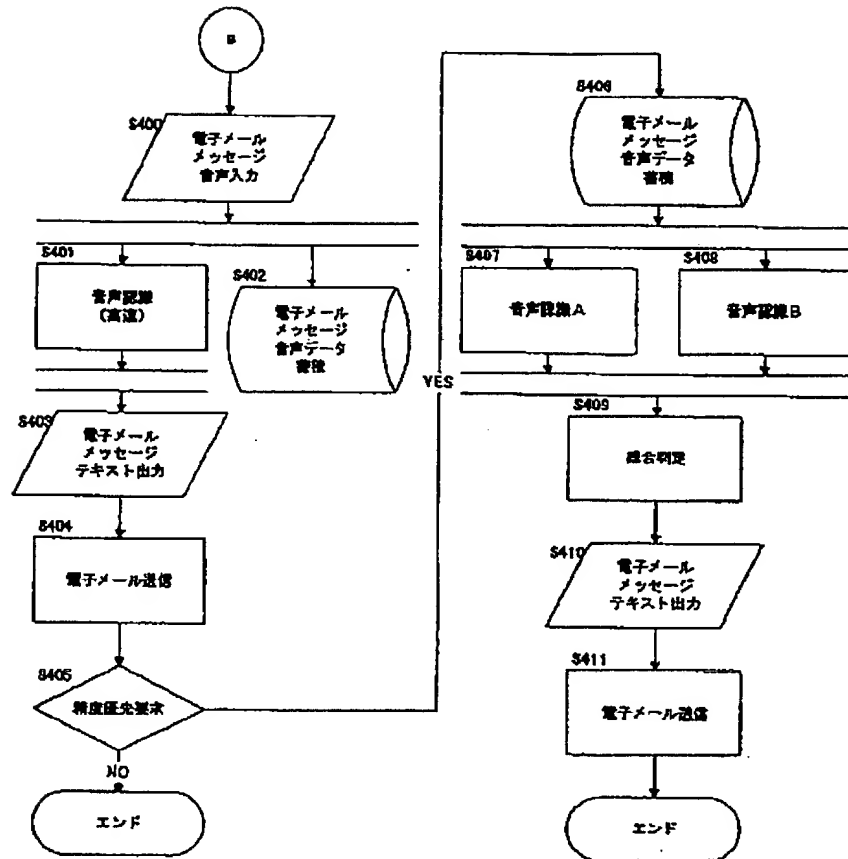 B
S400
電子メール
メッセージ
音声入力
S401
音声認識
(高速)
S402
電子メール
メッセージ
音声データ
蓄積
S403
電子メール
メッセージ
テキスト出力
S404
電子メール送信
S405
精度優先要求
NO
エンド
YES
S406
電子メール
メッセージ
音声データ
蓄積
S407
音声認識A
S408
音声認識B
S409
総合判定
S410
電子メール
メッセージ
テキスト出力
S411
電子メール送信
エンド